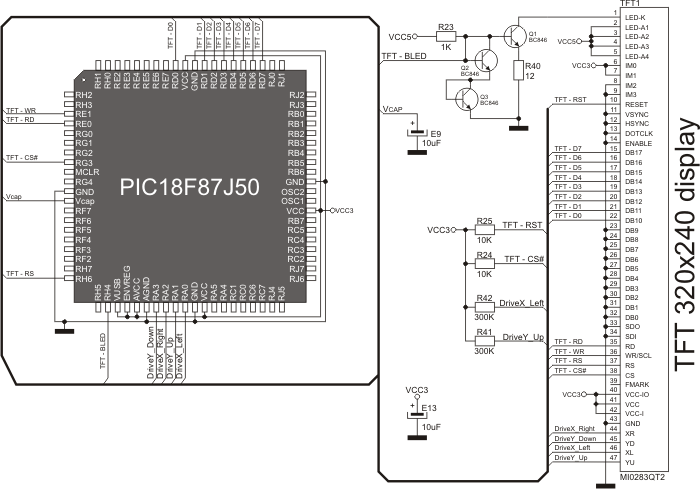 TFT1
TFT - D0
TFT - D1
TFT - D2
TFT - D3
TFT - D4
TFT - D5
TFT - D6
TFT - D7
RH1
RH0
RE2
RE3
RE4
RE5
RE6
RE7
RD0
VCC
GND
RD1
RD2
RD3
RD4
RD5
RD6
RD7
RJ0
RJ1
TFT - WR
TFT - RD
TFT - CS#
Vcap
TFT - RS
RH2
RH3
RE1
RE0
RG0
RG1
RG2
RG3
MCLR
RG4
GND
Vcap
RF7
RF6
RF5
RF4
RF3
RF2
RH7
RH6
PIC18F87J50
RJ2
RJ3
RB0
RB1
RB2
RB3
RB4
RB5
RB6
GND
OSC2
OSC1
VCC
RB7
RC5
RC4
RC3
RC2
RJ7
RJ6
VCC3
RH5
RH4
VUSB
ENVREG
AVCC
AGND
RA3
RA2
RA1
RA0
GND
VCC
RA5
RA4
RC1
RC0
RC6
RC7
RJ4
RJ5
TFT - BLED
DriveY_Down
DriveX_Right
DriveY_Up
DriveX_Left
VCC5
R23
1K
Q1
BC846
TFT - BLED
Q2
BC846
R40
12
Q3
BC846
VCAP
E9
10uF
VCC3
R25
10K
TFT - RST
R24
10K
TFT - CS#
R42
300K
DriveX_Left
R41
300K
DriveY_Up
VCC3
E13
10uF
VCC5
VCC3
TFT - RST
TFT - D7
TFT - D6
TFT - D5
TFT - D4
TFT - D3
TFT - D2
TFT - D1
TFT - D0
TFT - RD
TFT - WR
TFT - RS
TFT - CS#
VCC3
DriveX_Right
DriveY_Down
DriveX_Left
DriveY_Up
1 LED-K
2 LED-A1
3 LED-A2
4 LED-A3
5 LED-A4
6 IM0
7 IM1
8 IM2
9 IM3
10 RESET
11 VSYNC
12 HSYNC
13 DOTCLK
14 ENABLE
15 DB17
16 DB16
17 DB15
18 DB14
19 DB13
20 DB12
21 DB11
22 DB10
23 DB9
24 DB8
25 DB7
26 DB6
27 DB5
28 DB4
29 DB3
30 DB2
31 DB1
32 DB0
33 SDO
34 SDI
35 RD
36 WR/SCL
37 RS
38 CS
39 FMARK
40 VCC-IO
41 VCC
42 VCC-I
43 GND
44 XR
45 YD
46 XL
47 YU
MI0283QT2
TFT 320x240 display